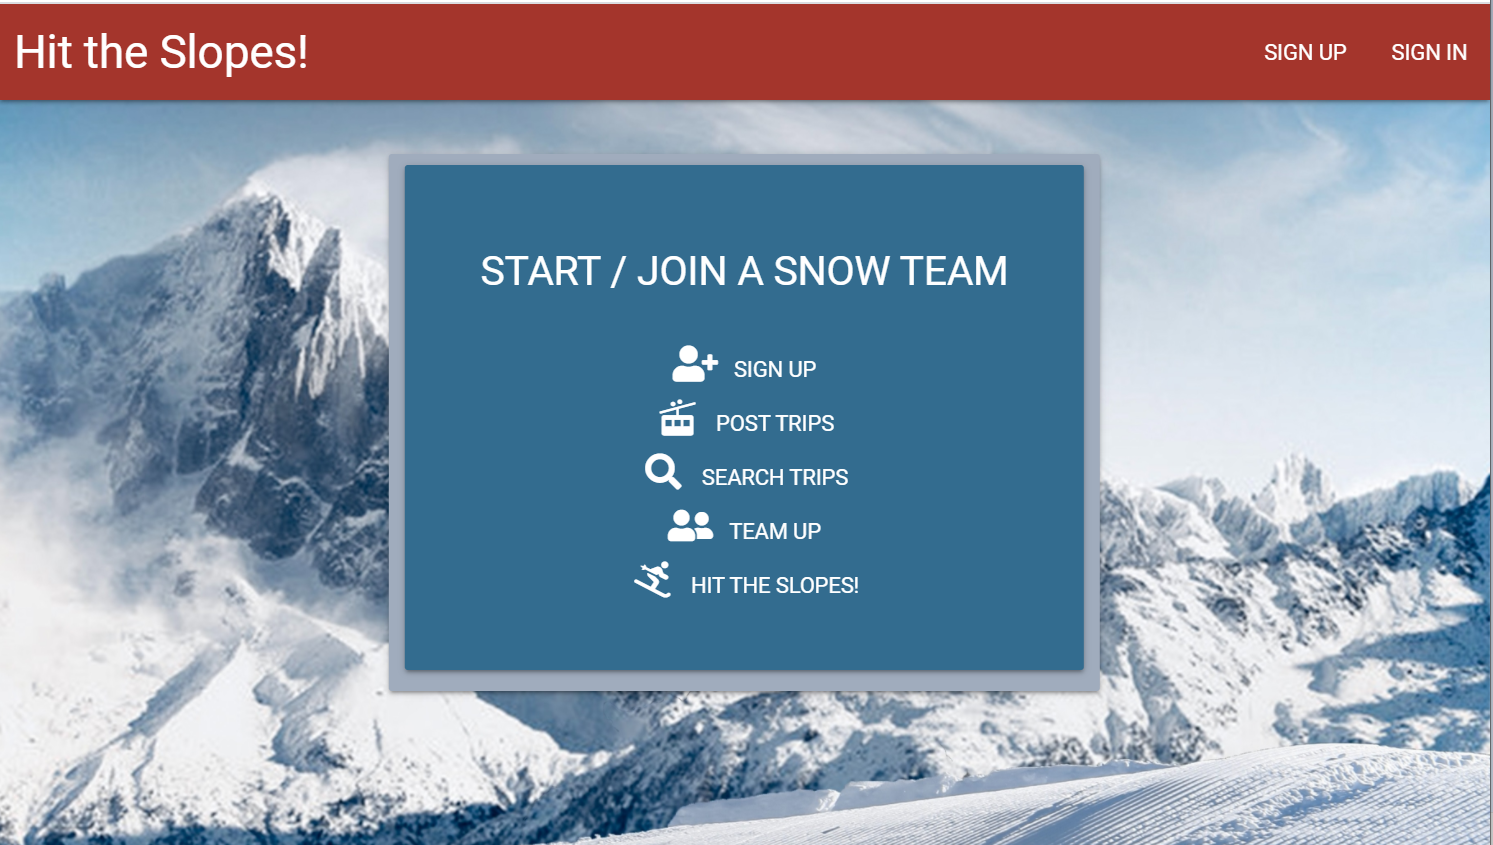 Hit the Slopes!
SIGN UP
SIGN IN
START / JOIN A SNOW TEAM
SIGN UP
POST TRIPS
SEARCH TRIPS
TEAM UP
HIT THE SLOPES!